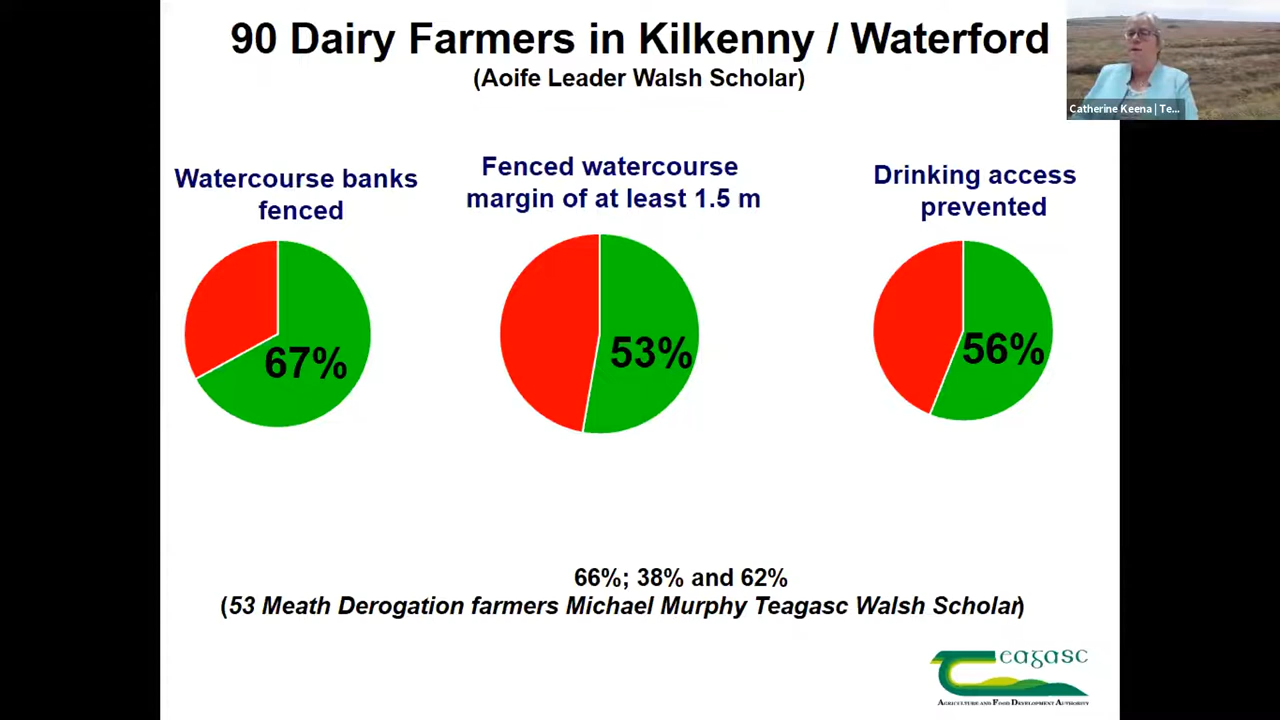 90 Dairy Farmers in Kilkenny / Waterford
(Aoife Leader Walsh Scholar)
Catherine Keena | Te...
Watercourse banks
fenced
Fenced watercourse
margin of at least 1.5 m
Drinking access
prevented
67%
53%
56%
66%; 38% and 62%
(53 Meath Derogation farmers Michael Murphy Teagasc Walsh Scholar)
eagasc
AGRICULTURE AND FOOD DEVELOPMENT AUTHORITY